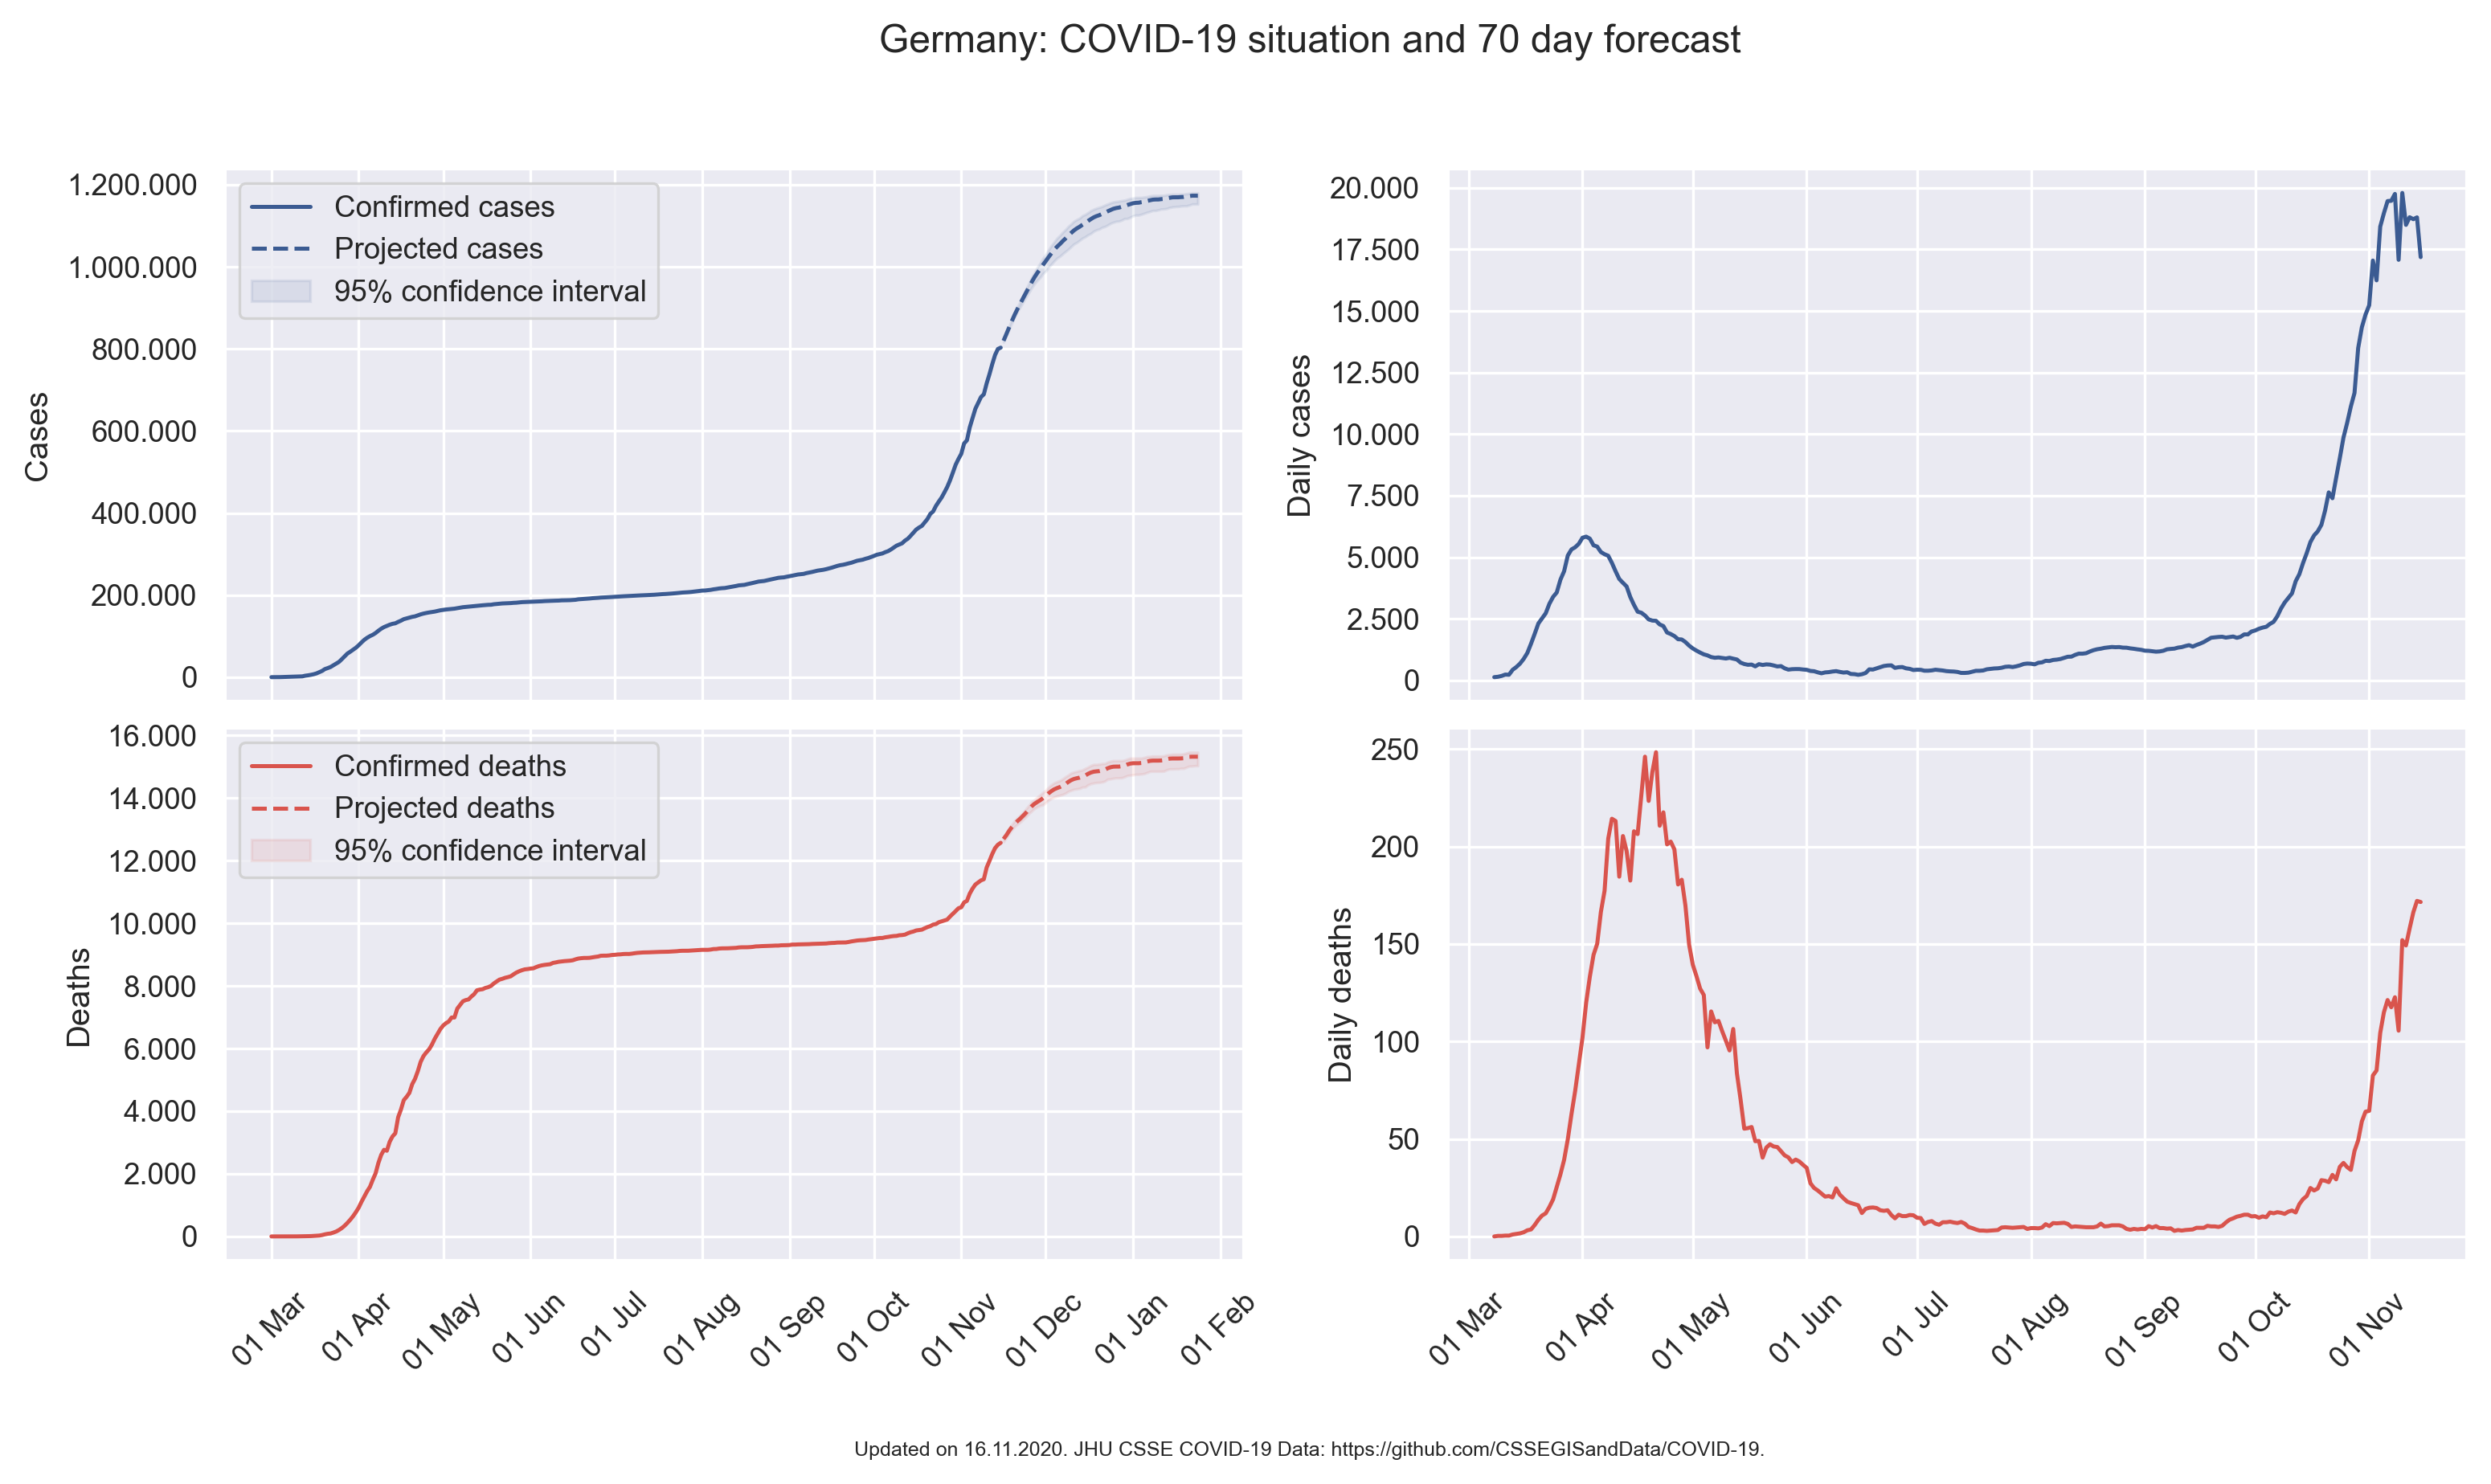 Germany: COVID-19 situation and 70 day forecast
Cases
1.200.000
1.000.000
800.000
600.000
400.000
200.000
0
Confirmed cases
Projected cases
95% confidence interval
Daily cases
20.000
17.500
15.000
12.500
10.000
7.500
5.000
2.500
0
Deaths
16.000
14.000
12.000
10.000
8.000
6.000
4.000
2.000
0
Confirmed deaths
Projected deaths
95% confidence interval
01 Mar
01 Apr
01 May
01 Jun
01 Jul
01 Aug
01 Sep
01 Oct
01 Nov
01 Dec
01 Jan
01 Feb
Daily deaths
250
200
150
100
50
0
01 Mar
01 Apr
01 May
01 Jun
01 Jul
01 Aug
01 Sep
01 Oct
01 Nov
Updated on 16.11.2020. JHU CSSE COVID-19 Data: https://github.com/CSSEGISandData/COVID-19.